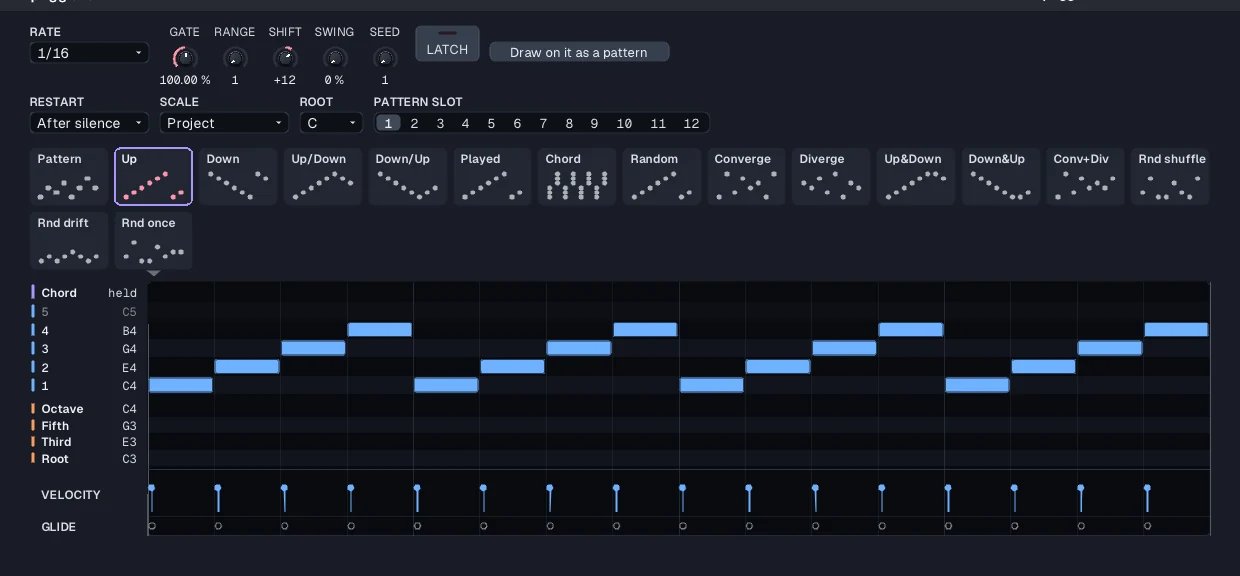 RATE GATE RANGE SHIFT SWING SEED
1/16 LATCH Draw on it as a pattern
100.00 % 1 +12 0 % 1
RESTART SCALE ROOT PATTERN SLOT
After silence Project C 1 2 3 4 5 6 7 8 9 10 11 12
Pattern Up Down Up/Down Down/Up Played Chord Random Converge Diverge Up&Down Down&Up Conv+Div Rnd shuffle
Rnd drift Rnd once
Chord held
5 C5
4 B4
3 G4
2 E4
1 C4
Octave C4
Fifth G3
Third E3
Root C3
VELOCITY
GLIDE